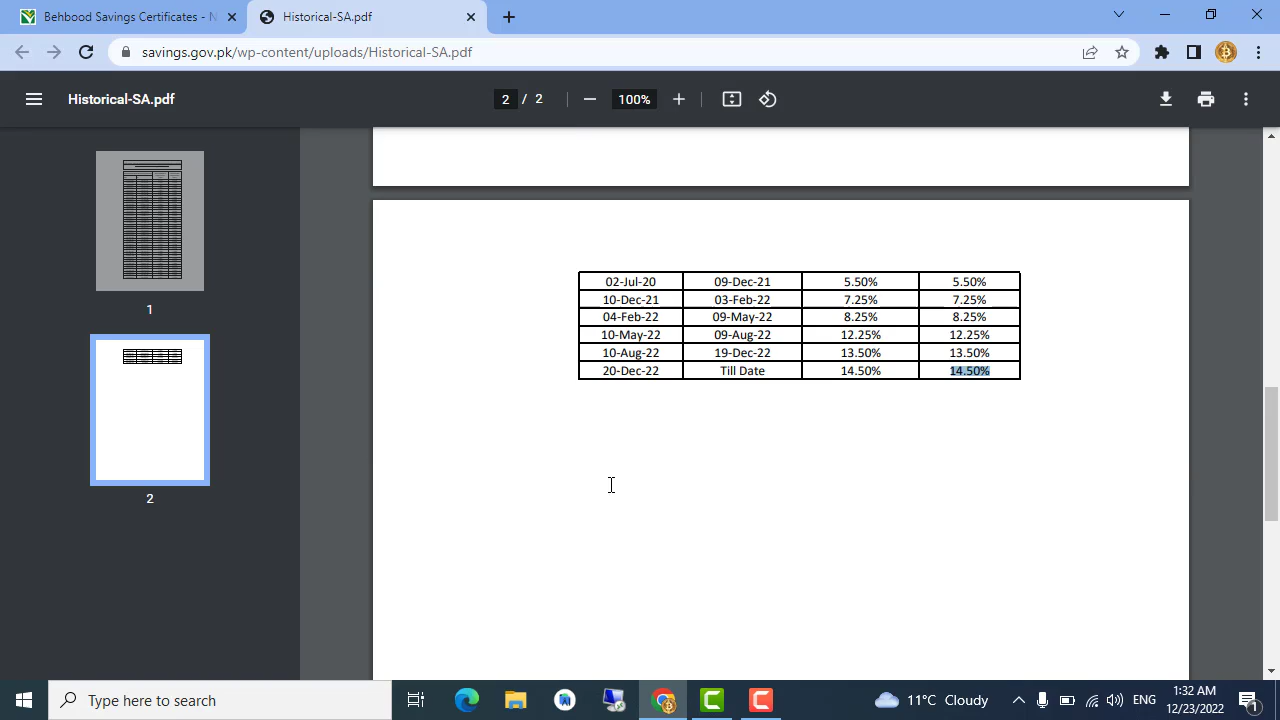 Behbood Savings Certificates - N
Historical-SA.pdf
savings.gov.pk/wp-content/uploads/Historical-SA.pdf
Historical-SA.pdf
2 / 2
100%
1
2
02-Jul-20 09-Dec-21 5.50% 5.50%
10-Dec-21 03-Feb-22 7.25% 7.25%
04-Feb-22 09-May-22 8.25% 8.25%
10-May-22 09-Aug-22 12.25% 12.25%
10-Aug-22 19-Dec-22 13.50% 13.50%
20-Dec-22 Till Date 14.50% 14.50%
Type here to search
11°C Cloudy
ENG
1:32 AM
12/23/2022
1